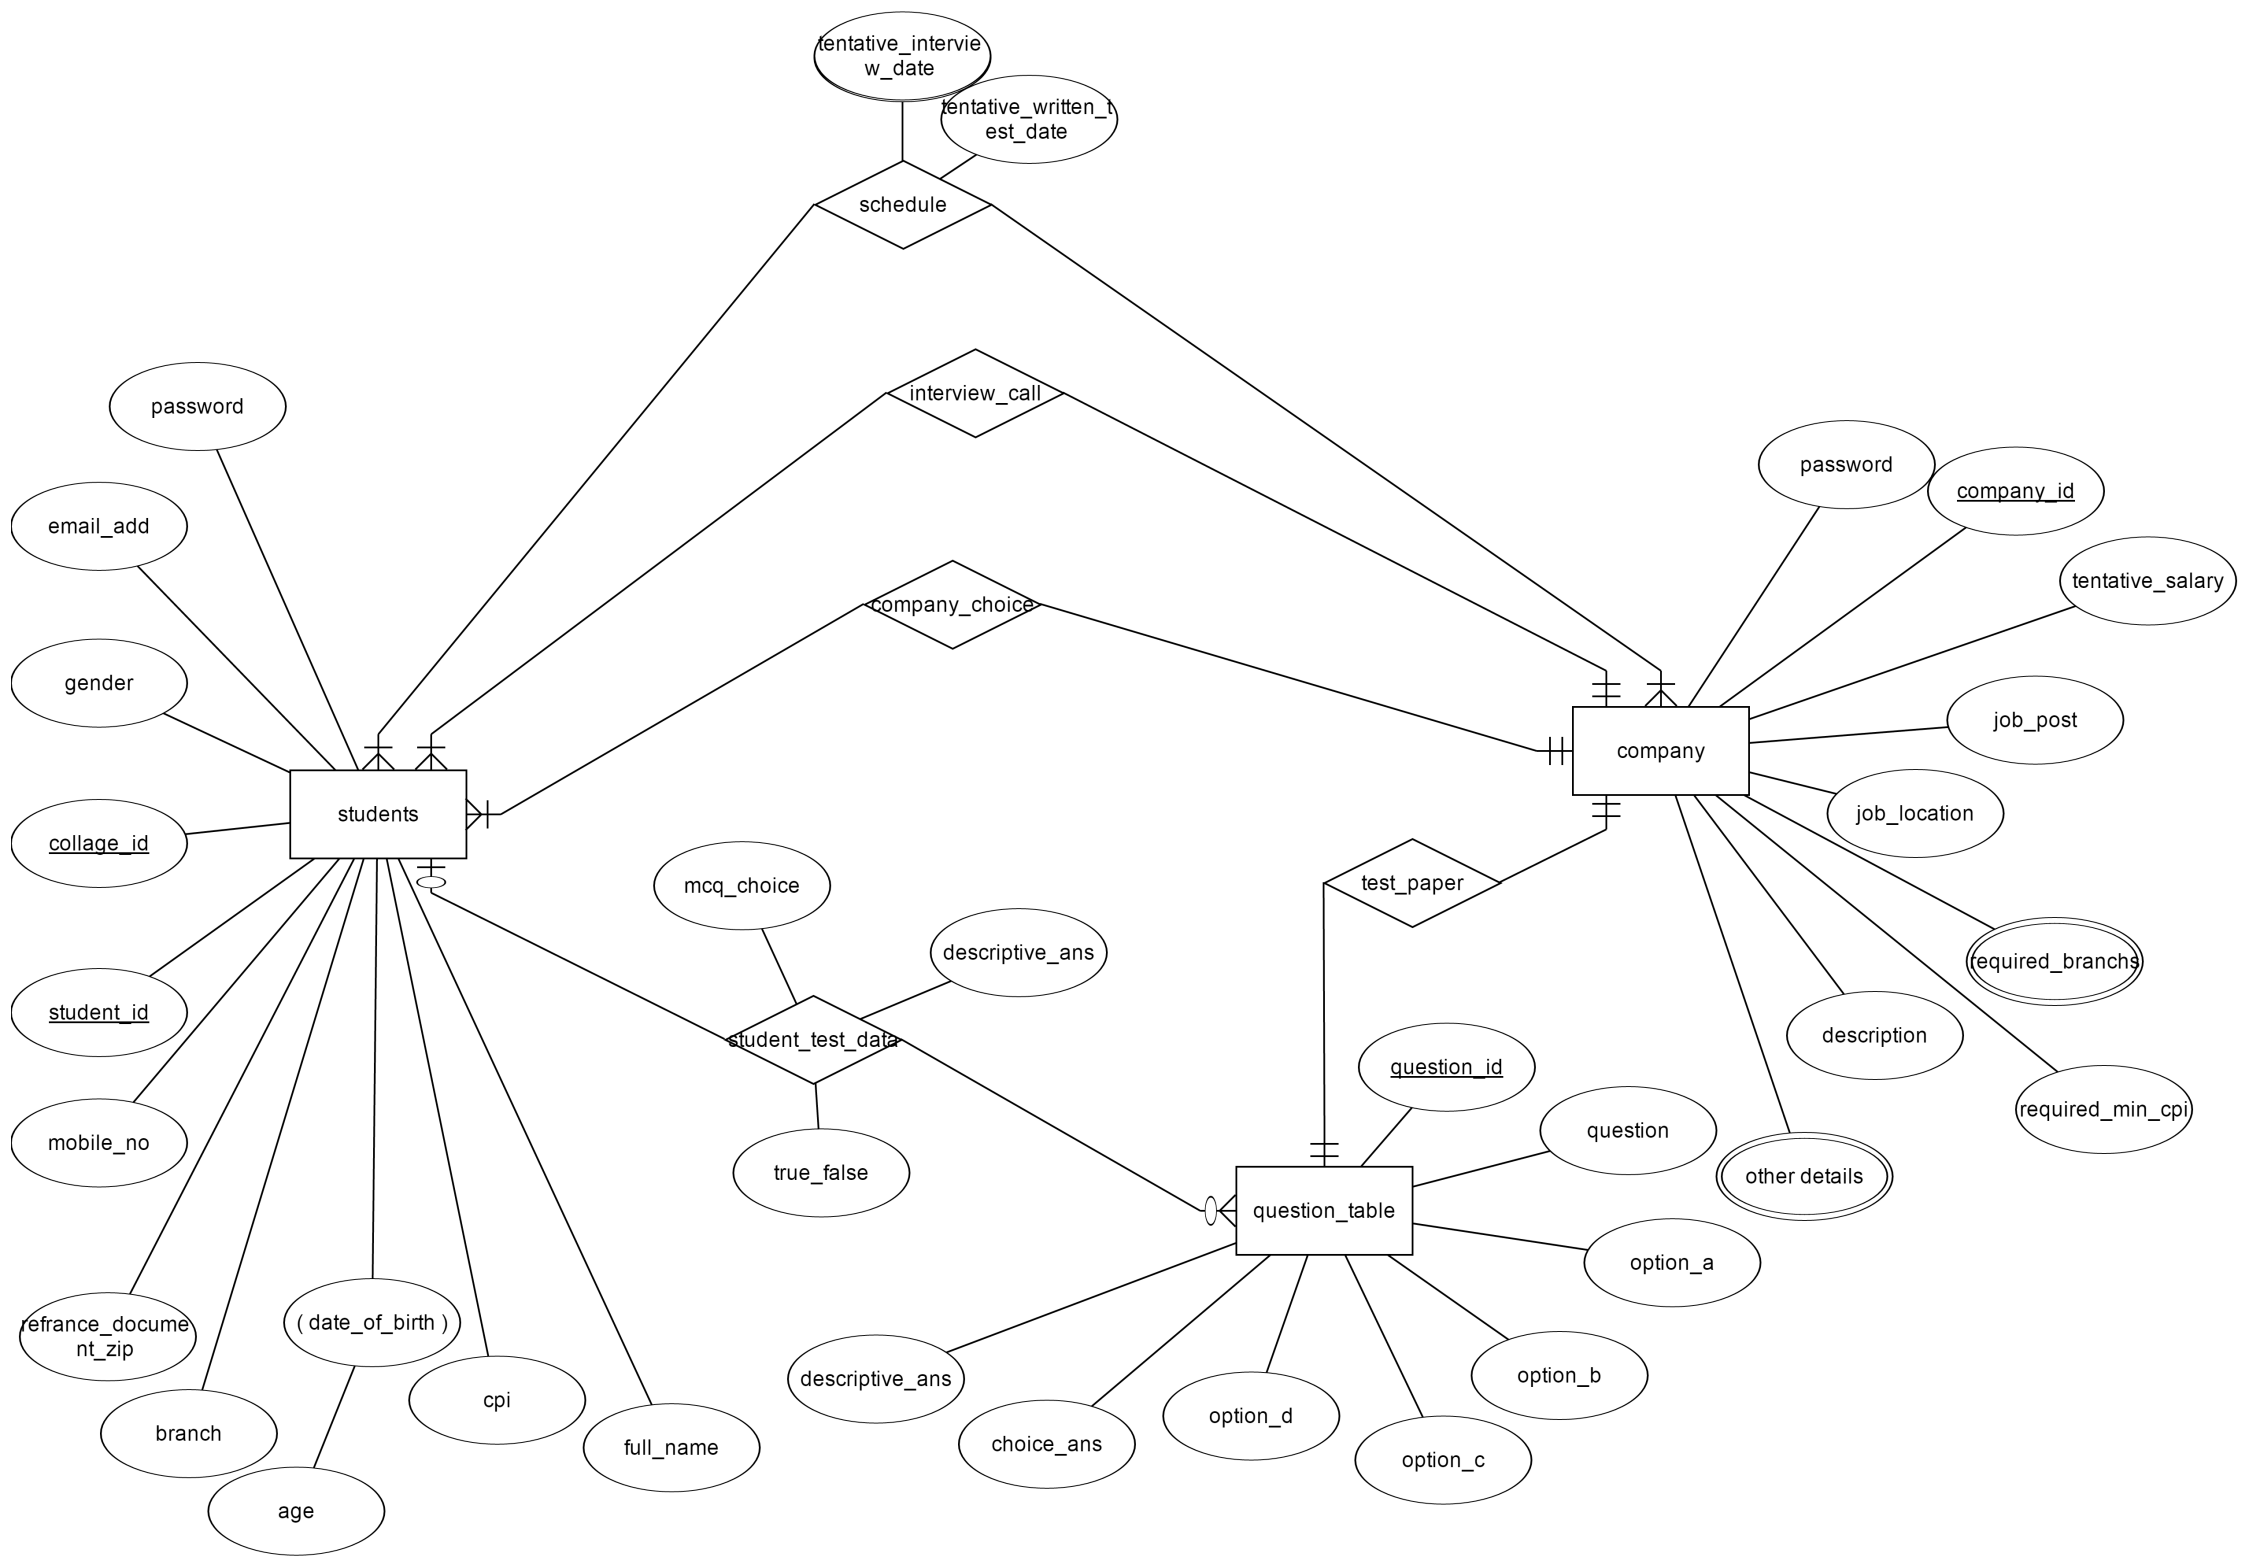 tentative_intervie
w_date
tentative_written_t
est_date
schedule
interview_call
company_choice
password
email_add
gender
collage_id
student_id
mobile_no
refrance_docume
nt_zip
branch
( date_of_birth )
age
cpi
full_name
students
mcq_choice
descriptive_ans
student_test_data
true_false
password
company_id
tentative_salary
job_post
job_location
company
required_branchs
description
required_min_cpi
other details
test_paper
question_id
question
question_table
option_a
option_b
option_c
option_d
choice_ans
descriptive_ans